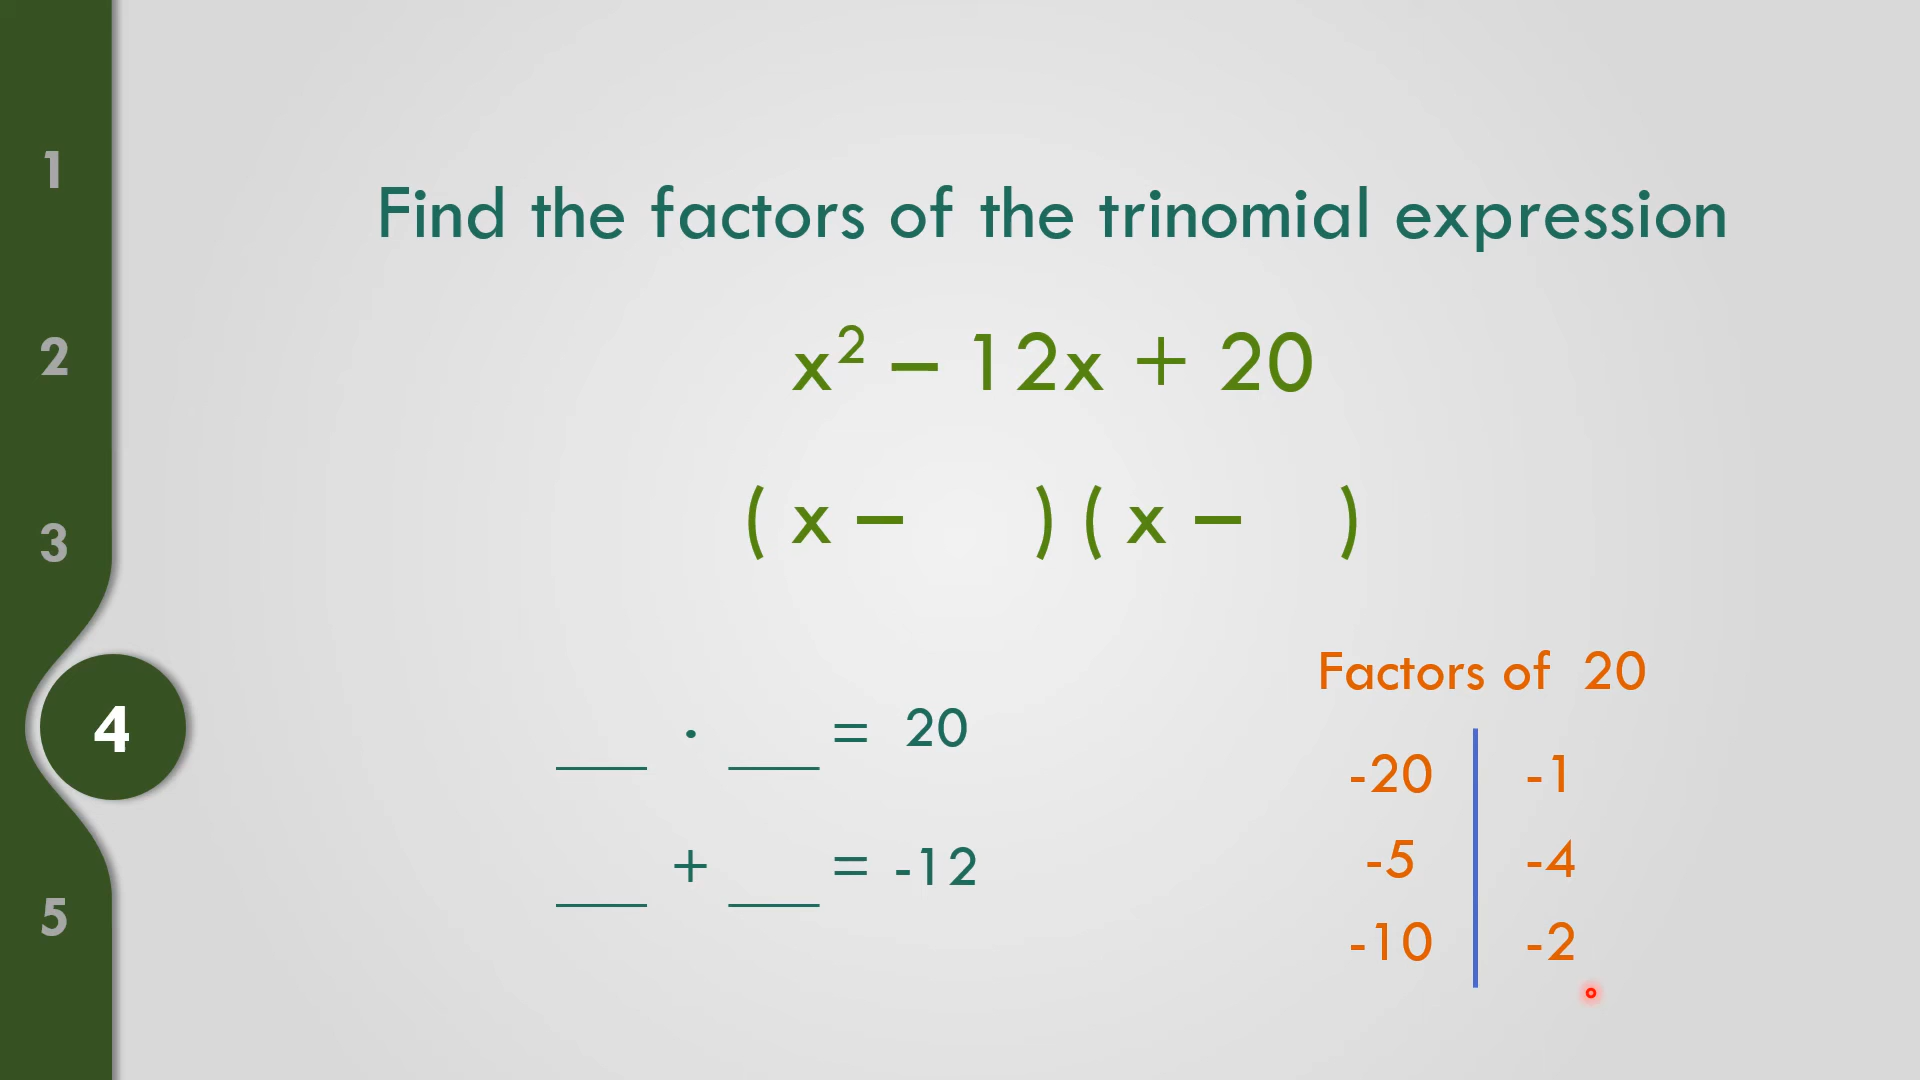 1
2
3
4
5
Find the factors of the trinomial expression
x² – 12x + 20
( x – ) ( x – )
___ · ___ = 20
___ + ___ = -12
Factors of 20
-20 -1
-5 -4
-10 -2